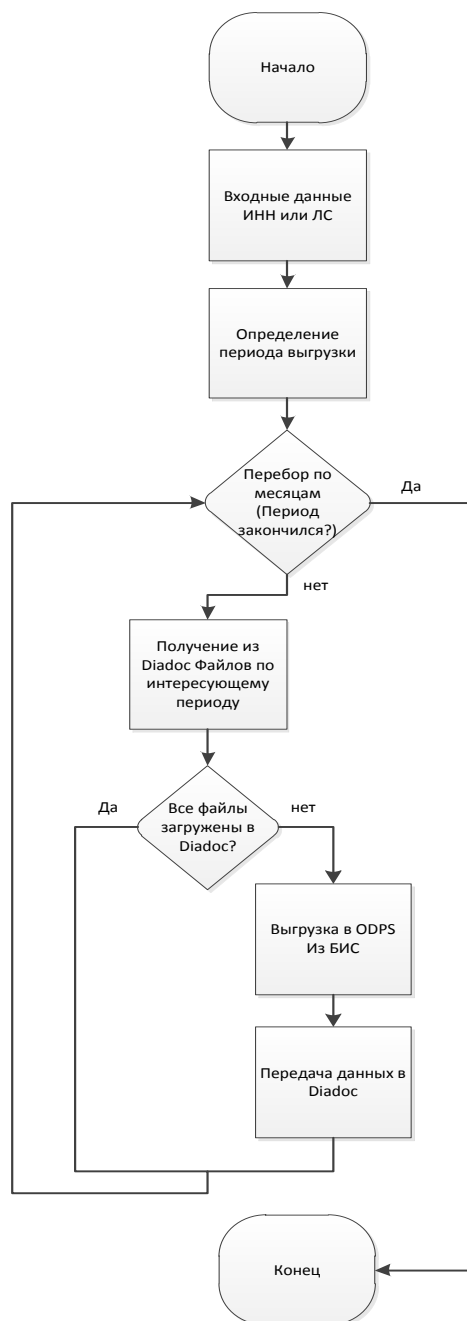 Начало
Входные данные
ИНН или ЛС
Определение
периода выгрузки
Перебор по
месяцам
(Период
закончился?)
Да
нет
Получение из
Diadoc Файлов по
интересующему
периоду
Да
Все файлы
загружены в
Diadoc?
нет
Выгрузка в ODPS
Из БИС
Передача данных в
Diadoc
Конец